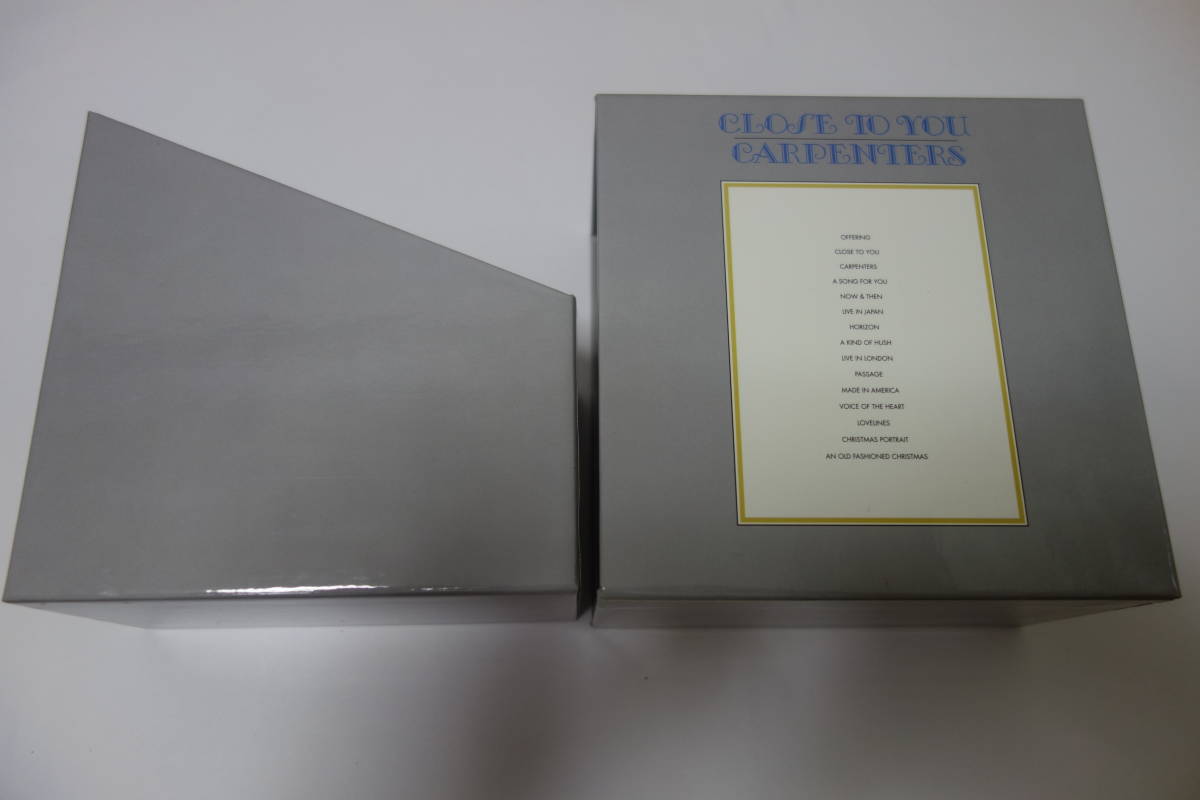 CLOSE TO YOU
CARPENTERS
OFFERING
CLOSE TO YOU
CARPENTERS
A SONG FOR YOU
NOW & THEN
LIVE IN JAPAN
HORIZON
A KIND OF HUSH
LIVE IN LONDON
PASSAGE
MADE IN AMERICA
VOICE OF THE HEART
LOVELINES
CHRISTMAS PORTRAIT
AN OLD FASHIONED CHRISTMAS